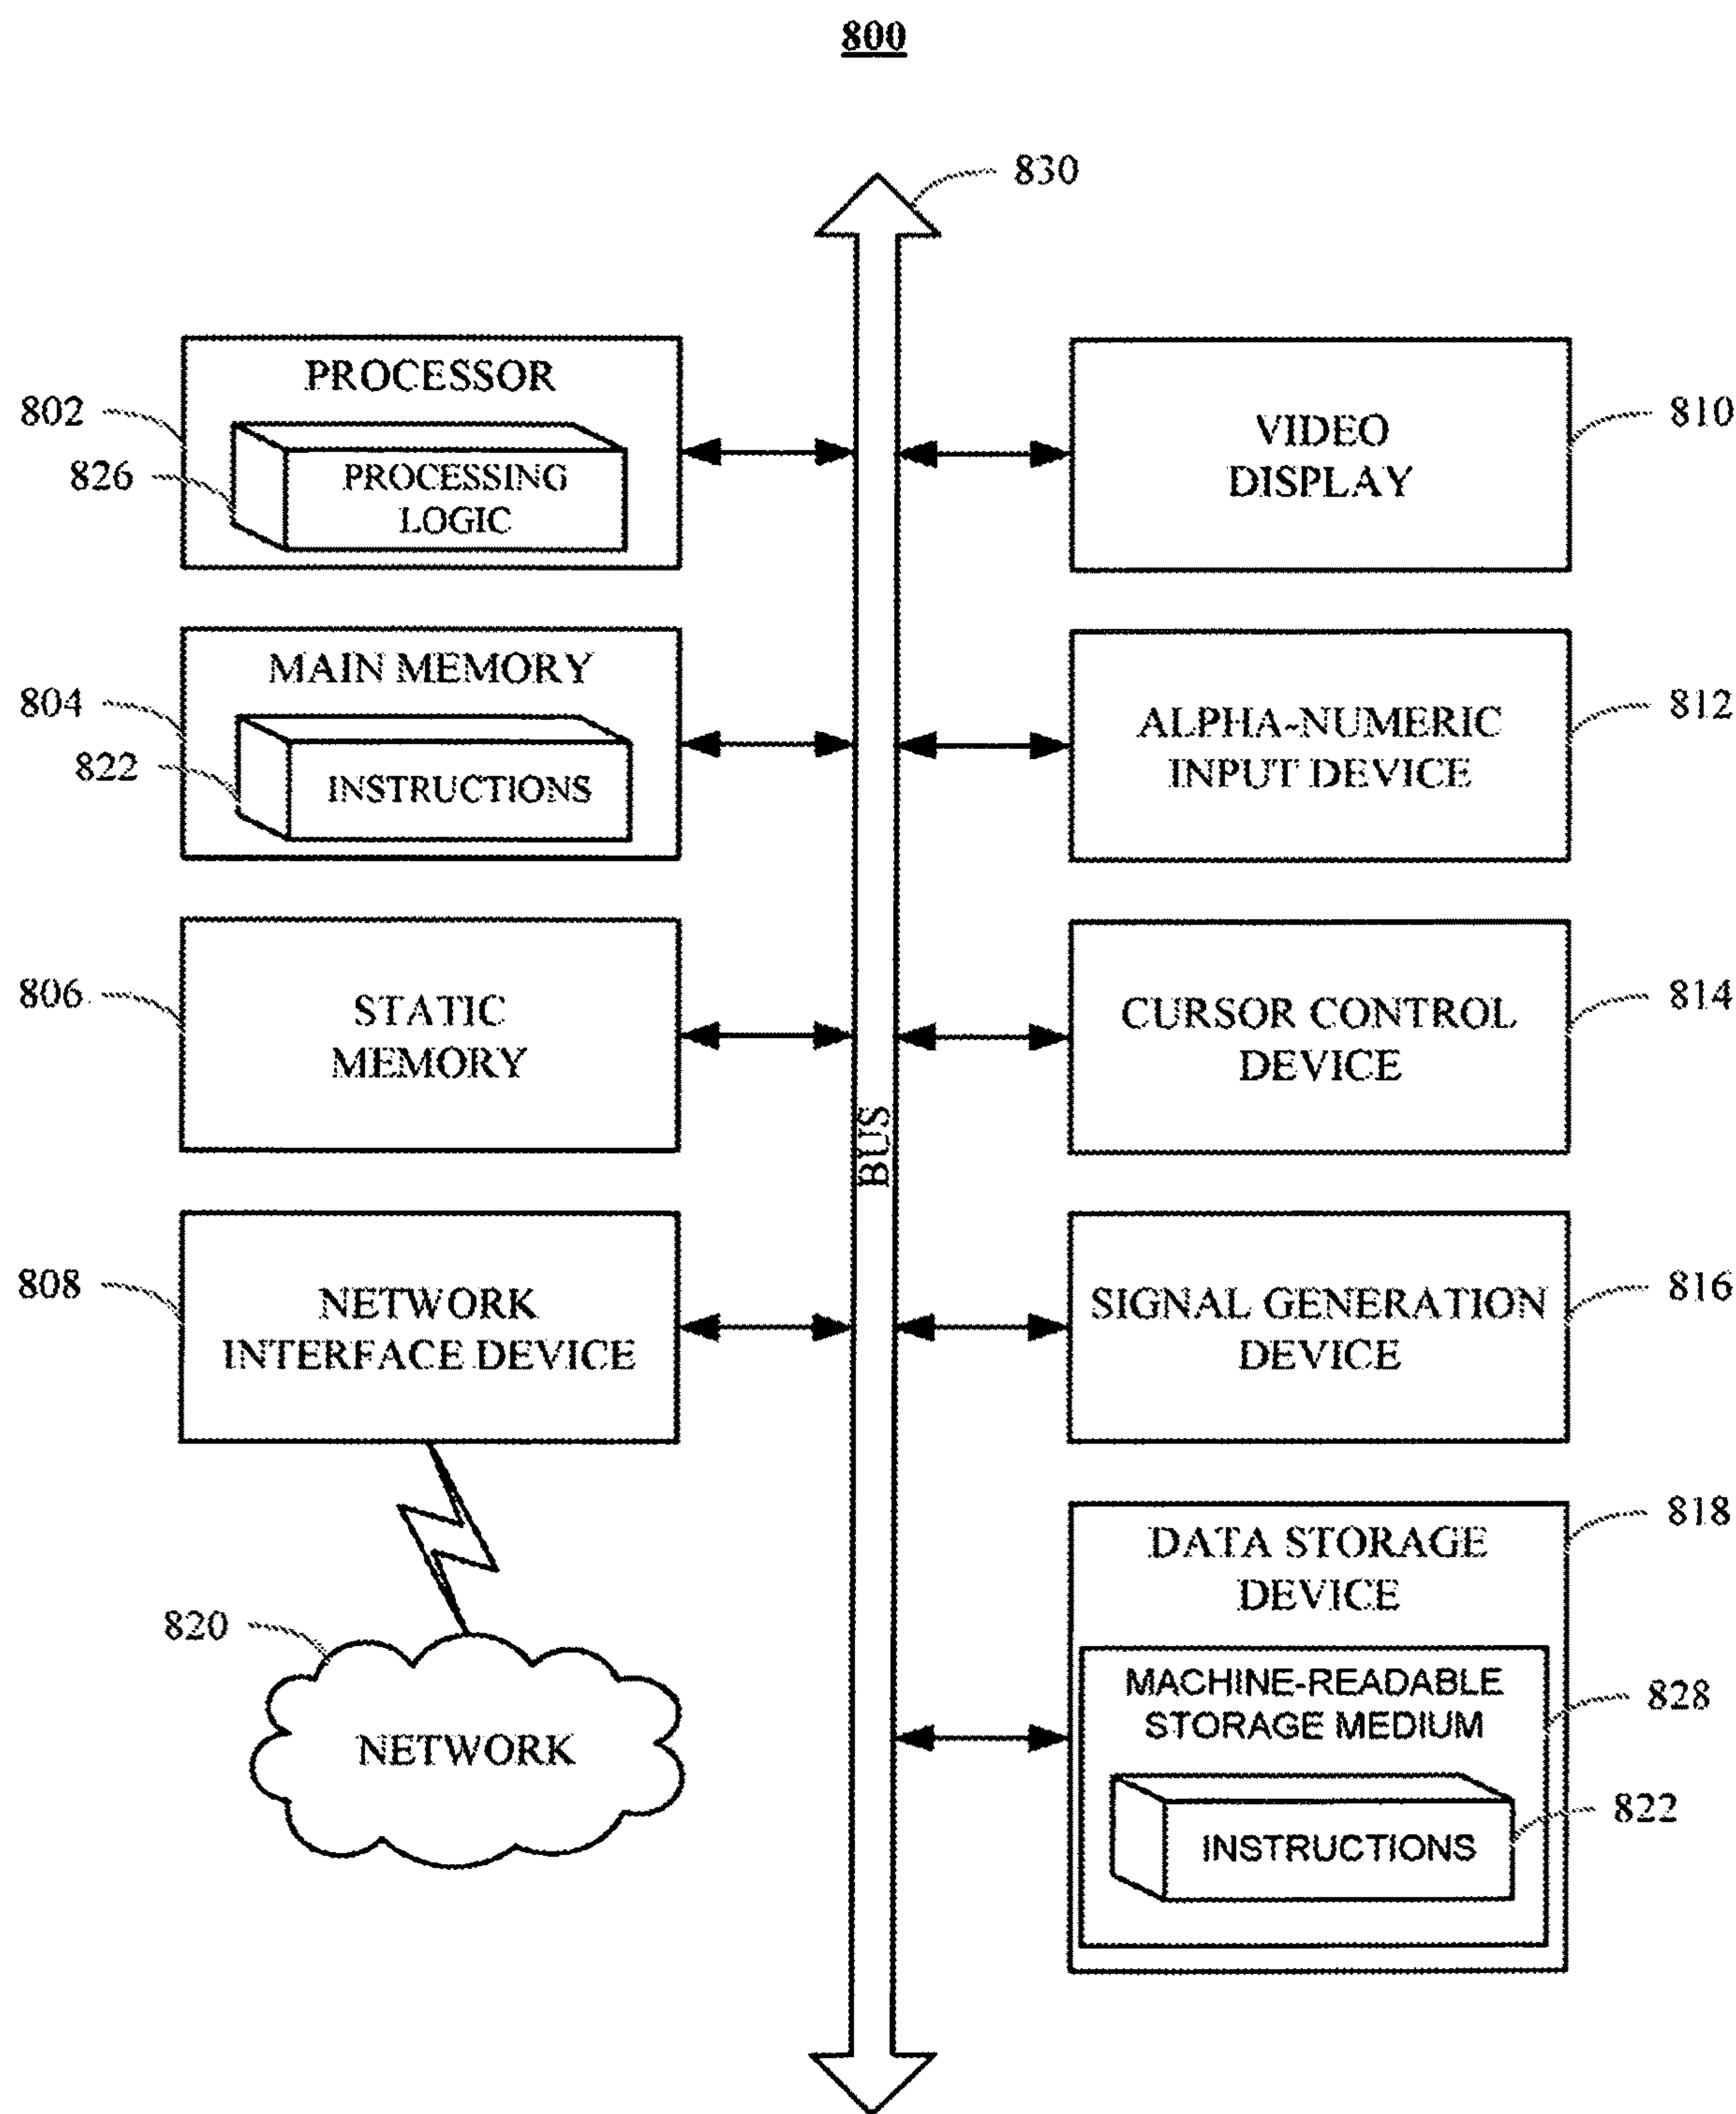 800
830
PROCESSOR
802
826
PROCESSING
LOGIC
MAIN MEMORY
804
822
INSTRUCTIONS
806
STATIC
MEMORY
808
NETWORK
INTERFACE DEVICE
820
NETWORK
BUS
VIDEO
DISPLAY
810
ALPHA-NUMERIC
INPUT DEVICE
812
CURSOR CONTROL
DEVICE
814
SIGNAL GENERATION
DEVICE
816
DATA STORAGE
DEVICE
818
MACHINE-READABLE
STORAGE MEDIUM
828
INSTRUCTIONS
822